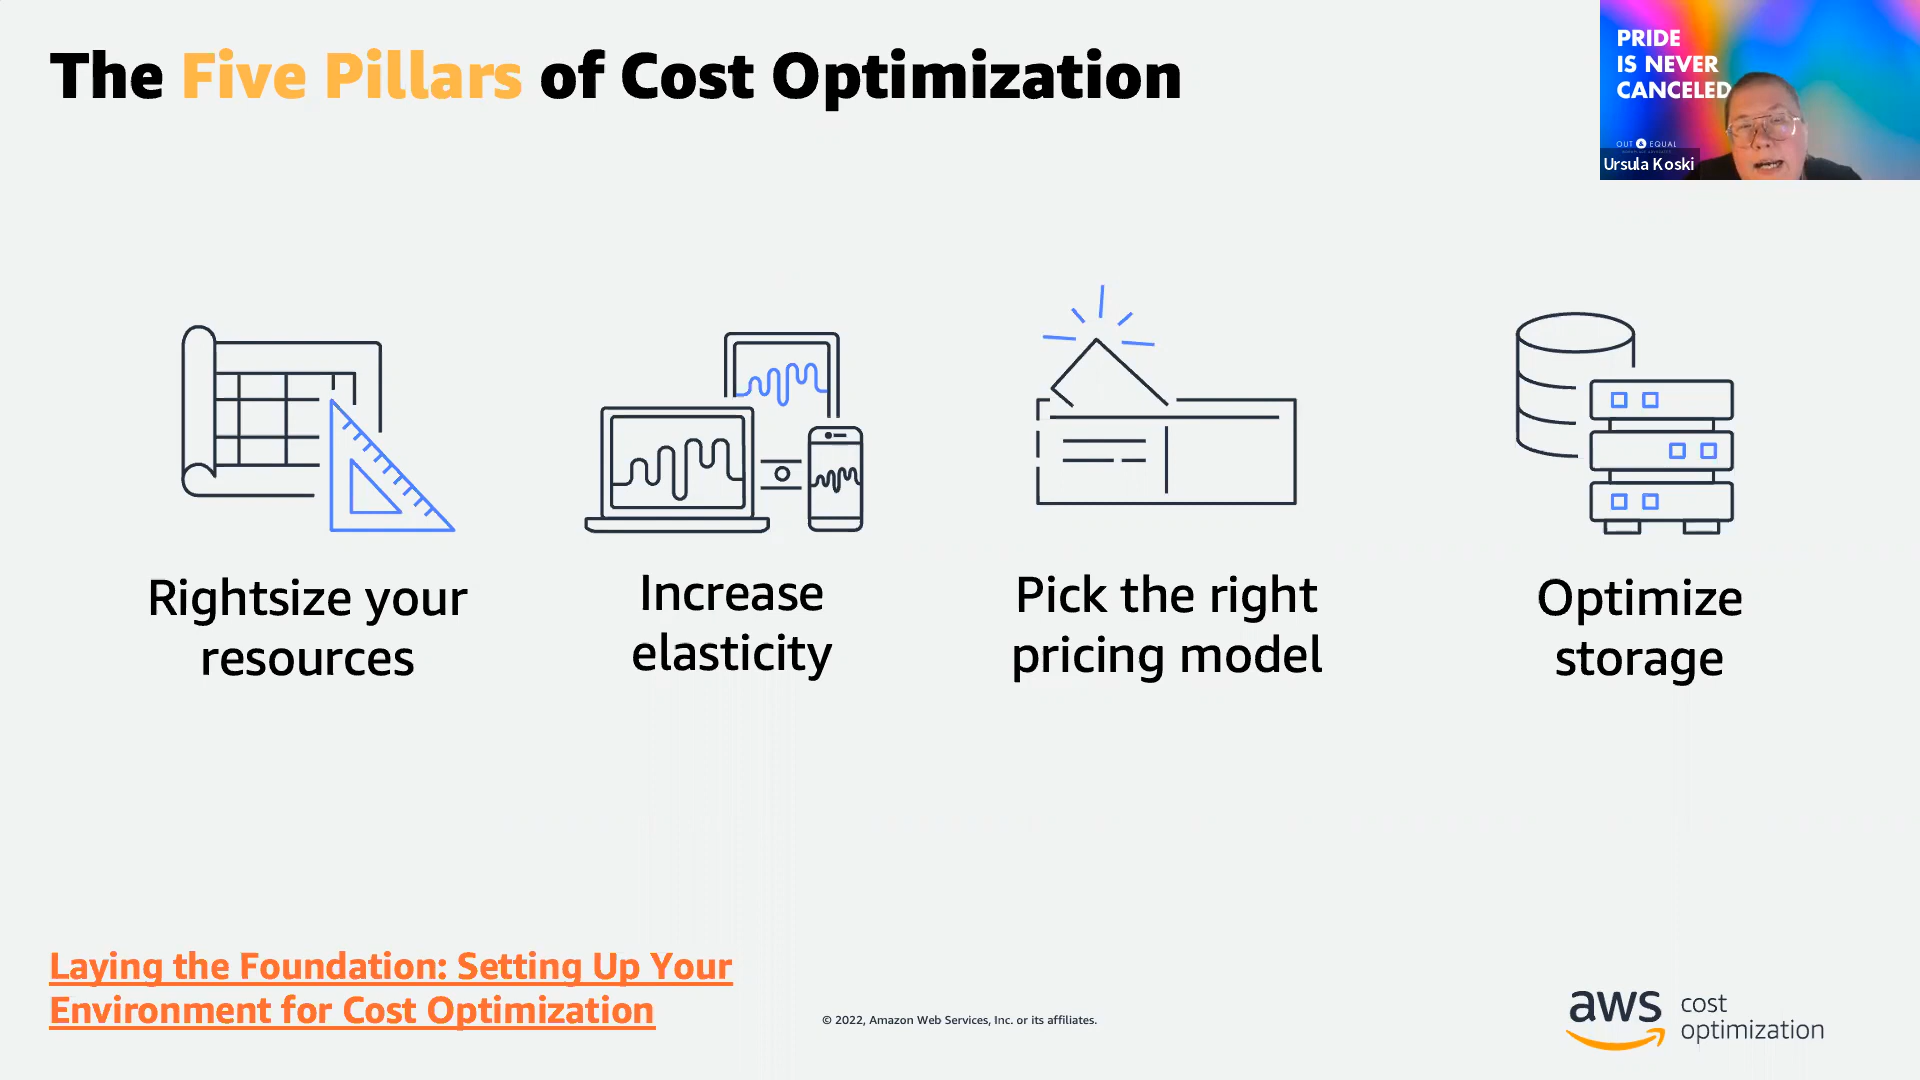 The Five Pillars of Cost Optimization
PRIDE
IS NEVER
CANCELED
OUT & EQUAL
Ursula Koski
Rightsize your
resources
Increase
elasticity
Pick the right
pricing model
Optimize
storage
Laying the Foundation: Setting Up Your
Environment for Cost Optimization
© 2022, Amazon Web Services, Inc. or its affiliates.
aws cost
optimization